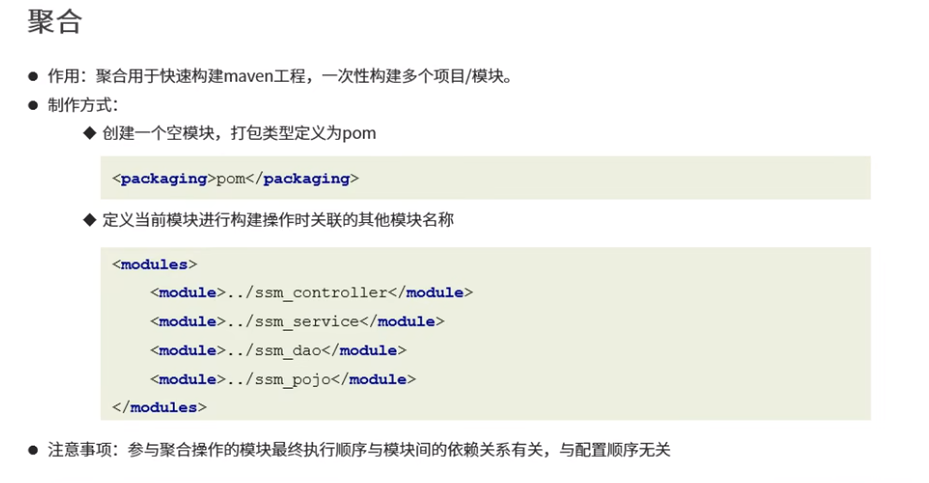 聚合
● 作用：聚合用于快速构建maven工程，一次性构建多个项目/模块。
● 制作方式：
◆ 创建一个空模块，打包类型定义为pom
<packaging>pom</packaging>
◆ 定义当前模块进行构建操作时关联的其他模块名称
<modules>
<module>../ssm_controller</module>
<module>../ssm_service</module>
<module>../ssm_dao</module>
<module>../ssm_pojo</module>
</modules>
● 注意事项：参与聚合操作的模块最终执行顺序与模块间的依赖关系有关，与配置顺序无关